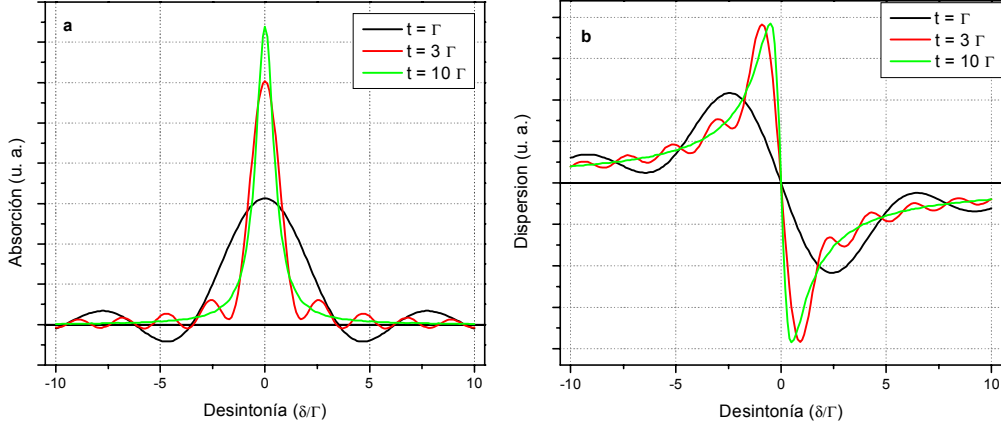 a
t = Γ
t = 3 Γ
t = 10 Γ
Absorción (u. a.)
-10
-5
0
5
10
Desintonía (δ/Γ)
b
t = Γ
t = 3 Γ
t = 10 Γ
Dispersion (u. a.)
-10
-5
0
5
10
Desintonía (δ/Γ)